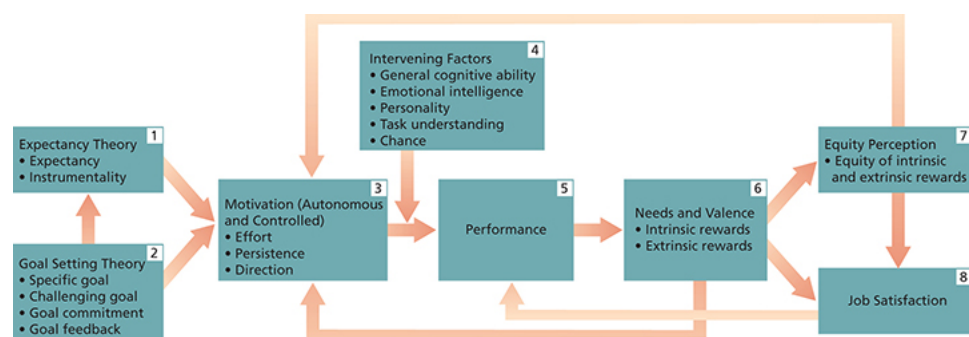 1
Expectancy Theory
• Expectancy
• Instrumentality
2
Goal Setting Theory
• Specific goal
• Challenging goal
• Goal commitment
• Goal feedback
3
Motivation (Autonomous
and Controlled)
• Effort
• Persistence
• Direction
4
Intervening Factors
• General cognitive ability
• Emotional intelligence
• Personality
• Task understanding
• Chance
5
Performance
6
Needs and Valence
• Intrinsic rewards
• Extrinsic rewards
7
Equity Perception
• Equity of intrinsic
and extrinsic rewards
8
Job Satisfaction